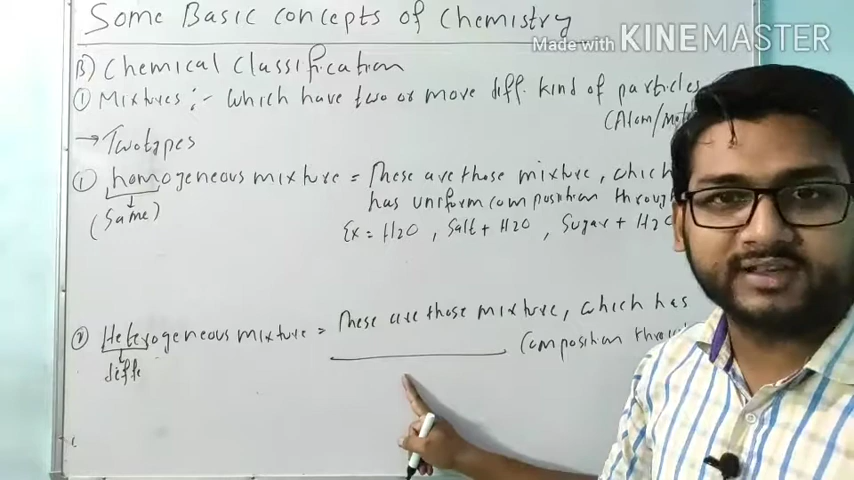 Some Basic concepts of Chemistry
Made with KINEMASTER
B) Chemical Classification
① Mixtures :- which have two or more diff. kind of particles
(Atom/
→ Two types
① homogeneous mixture = These are those mixture, which
has uniform composition
(Same)
Ex = H2O , Salt + H2O , Sugar + H2O
② Heterogeneous mixture = These are those mixture, which has
Composition
diffe